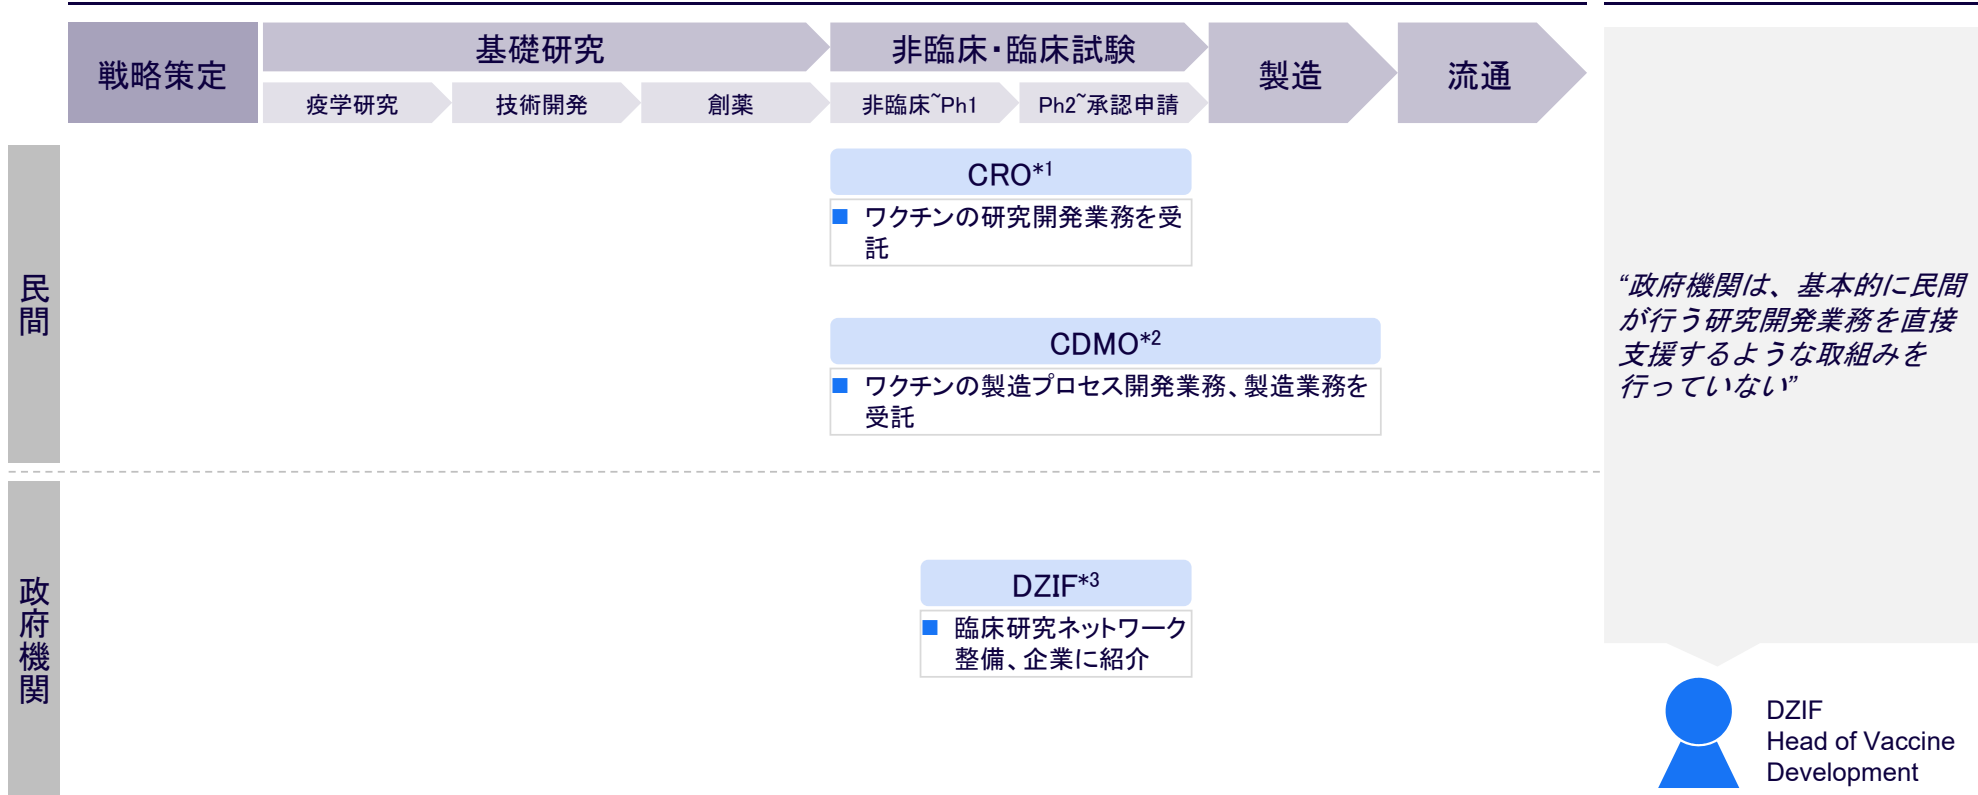 戦略策定
基礎研究
非臨床・臨床試験
製造
流通
疫学研究
技術開発
創薬
非臨床~Ph1
Ph2~承認申請
民間
CRO*1
■ ワクチンの研究開発業務を受
託
CDMO*2
■ ワクチンの製造プロセス開発業務、製造業務を
受託
政府機関
DZIF*3
■ 臨床研究ネットワーク
整備、企業に紹介
“政府機関は、基本的に民間
が行う研究開発業務を直接
支援するような取組みを
行っていない”
DZIF
Head of Vaccine
Development